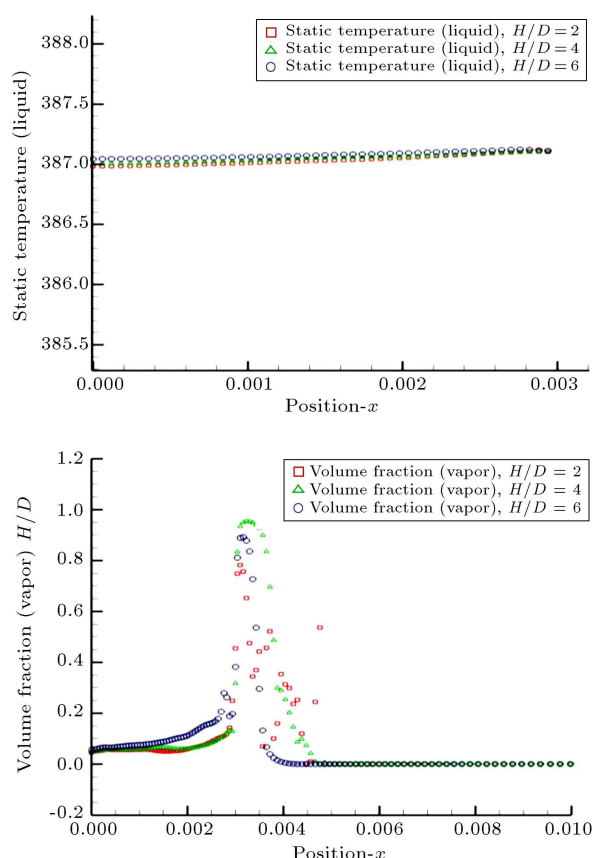 388.0
387.5
387.0
386.5
386.0
385.5
Static temperature (liquid)
Static temperature (liquid), H/D = 2
Static temperature (liquid), H/D = 4
Static temperature (liquid), H/D = 6
0.000 0.001 0.002 0.003
Position-x
1.2
1.0
0.8
0.6
0.4
0.2
0.0
-0.2
Volume fraction (vapor) H/D
Volume fraction (vapor), H/D = 2
Volume fraction (vapor), H/D = 4
Volume fraction (vapor), H/D = 6
0.000 0.002 0.004 0.006 0.008 0.010
Position-x